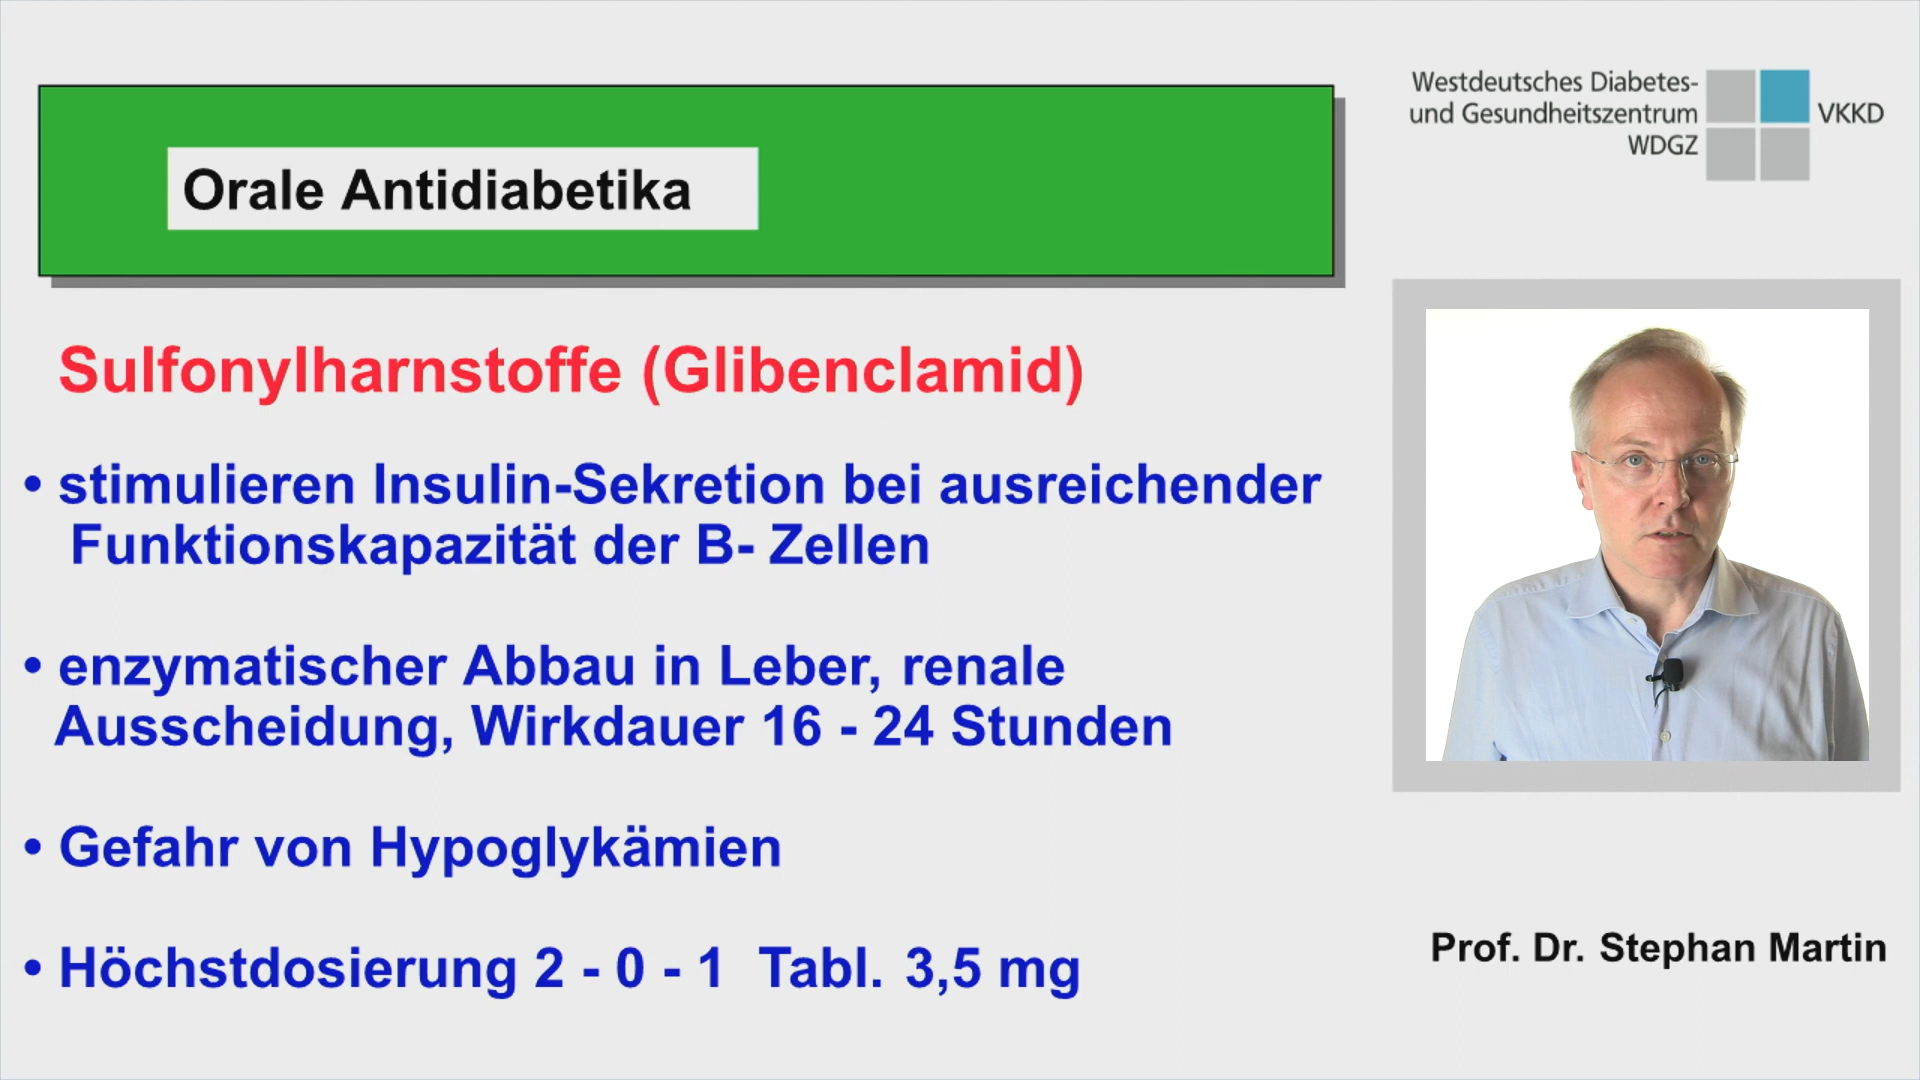 Orale Antidiabetika
Westdeutsches Diabetes-
und Gesundheitszentrum
WDGZ
VKKD
Sulfonylharnstoffe (Glibenclamid)
• stimulieren Insulin-Sekretion bei ausreichender
Funktionskapazität der B- Zellen
• enzymatischer Abbau in Leber, renale
Ausscheidung, Wirkdauer 16 - 24 Stunden
• Gefahr von Hypoglykämien
• Höchstdosierung 2 - 0 - 1 Tabl. 3,5 mg
Prof. Dr. Stephan Martin